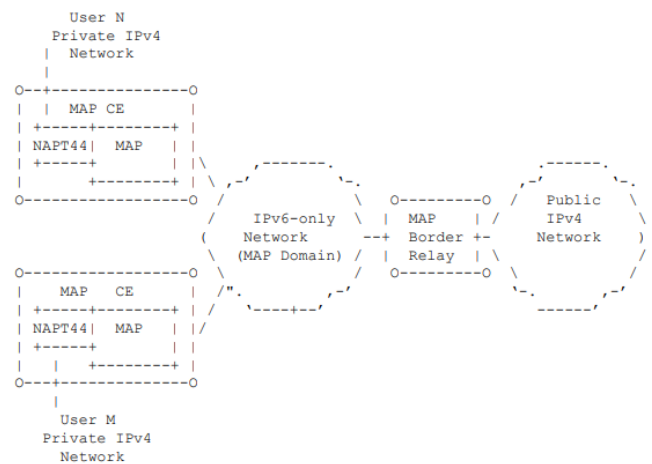 User N
Private IPv4
Network
MAP CE
NAPT44 MAP
IPv6-only
Network
(MAP Domain)
MAP
Border
Relay
Public
IPv4
Network
MAP CE
NAPT44 MAP
User M
Private IPv4
Network